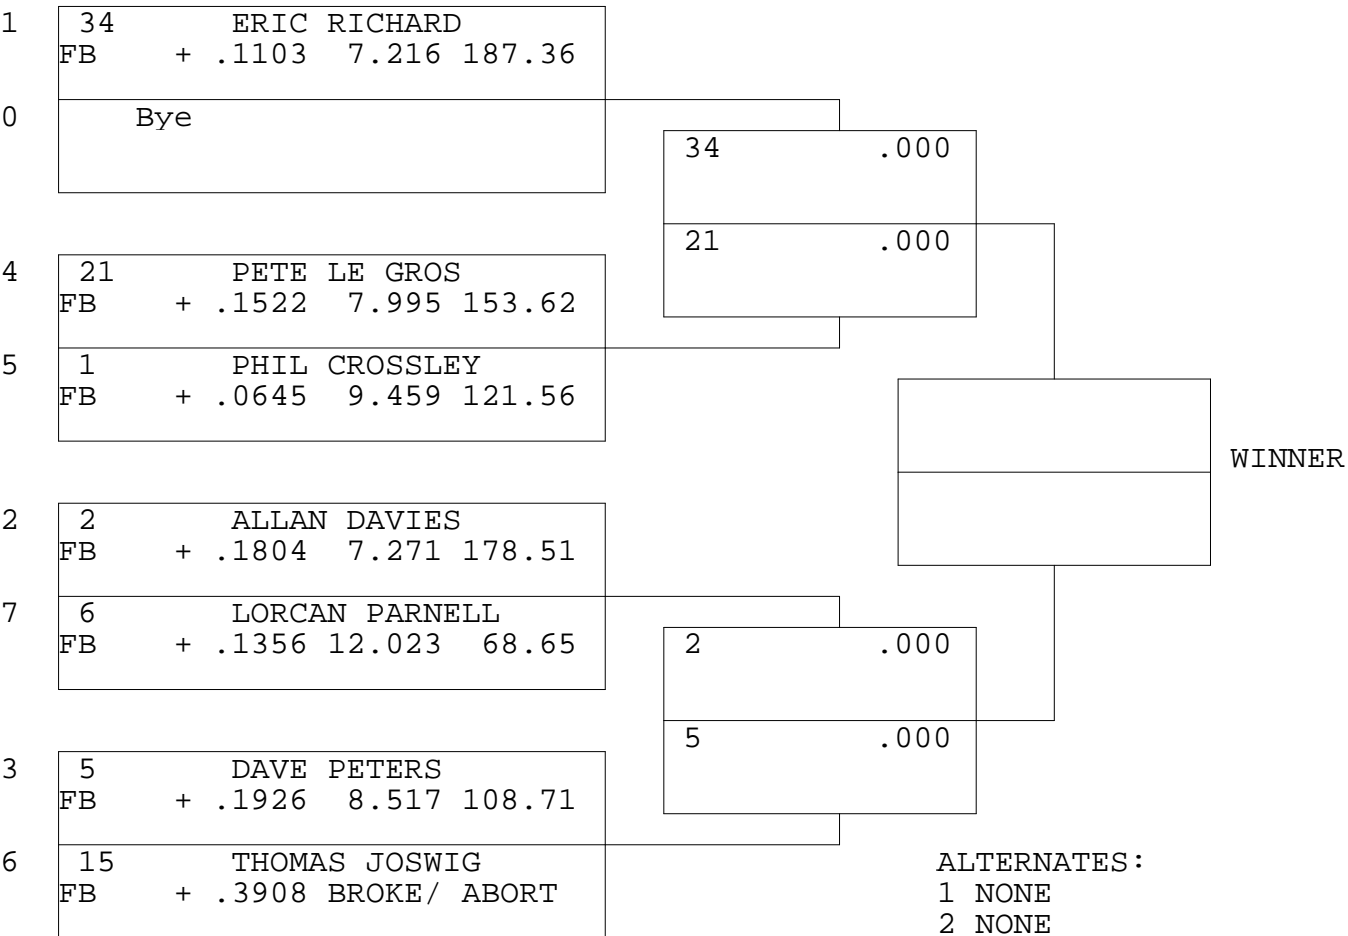 1 34 ERIC RICHARD
FB + .1103 7.216 187.36
0 Bye
34 .000
21 .000
4 21 PETE LE GROS
FB + .1522 7.995 153.62
5 1 PHIL CROSSLEY
FB + .0645 9.459 121.56
WINNER
2 2 ALLAN DAVIES
FB + .1804 7.271 178.51
7 6 LORCAN PARNELL
FB + .1356 12.023 68.65
2 .000
5 .000
3 5 DAVE PETERS
FB + .1926 8.517 108.71
6 15 THOMAS JOSWIG
FB + .3908 BROKE/ ABORT
ALTERNATES:
1 NONE
2 NONE